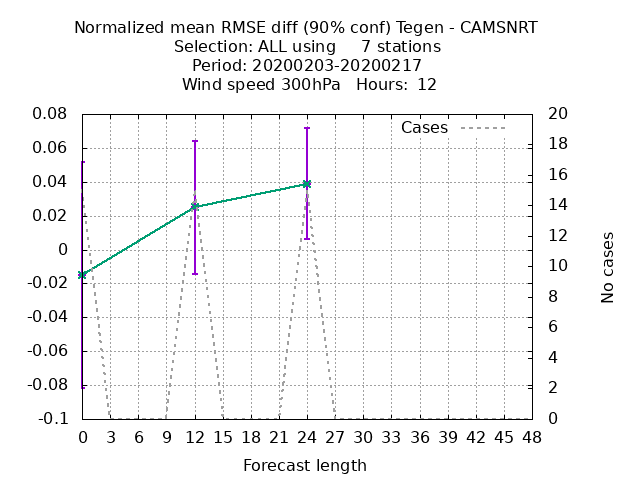 Normalized mean RMSE diff (90% conf) Tegen - CAMSNRT
Selection: ALL using     7 stations
Period: 20200203-20200217
Wind speed 300hPa   Hours:  12
Cases
0.08
0.06
0.04
0.02
0
-0.02
-0.04
-0.06
-0.08
-0.1
20
18
16
14
12
10
8
6
4
2
0
No cases
0 3 6 9 12 15 18 21 24 27 30 33 36 39 42 45 48
Forecast length